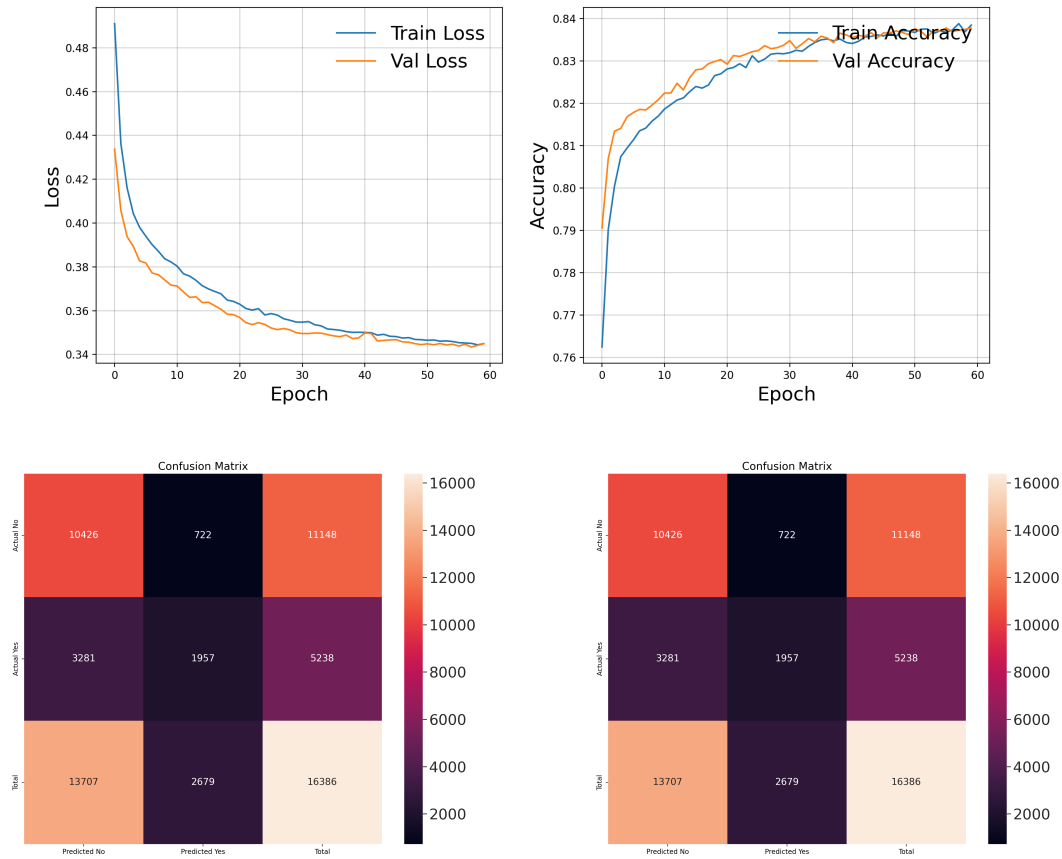 0.48
0.46
0.44
0.42
0.40
0.38
0.36
0.34
Loss
Train Loss
Val Loss
0 10 20 30 40 50 60
Epoch
0.84
0.83
0.82
0.81
0.80
0.79
0.78
0.77
0.76
Accuracy
Train Accuracy
Val Accuracy
0 10 20 30 40 50 60
Epoch
Confusion Matrix
Actual No
10426 722 11148
Actual Yes
3281 1957 5238
Total
13707 2679 16386
Predicted No Predicted Yes Total
16000
14000
12000
10000
8000
6000
4000
2000
Confusion Matrix
Actual No
10426 722 11148
Actual Yes
3281 1957 5238
Total
13707 2679 16386
Predicted No Predicted Yes Total
16000
14000
12000
10000
8000
6000
4000
2000